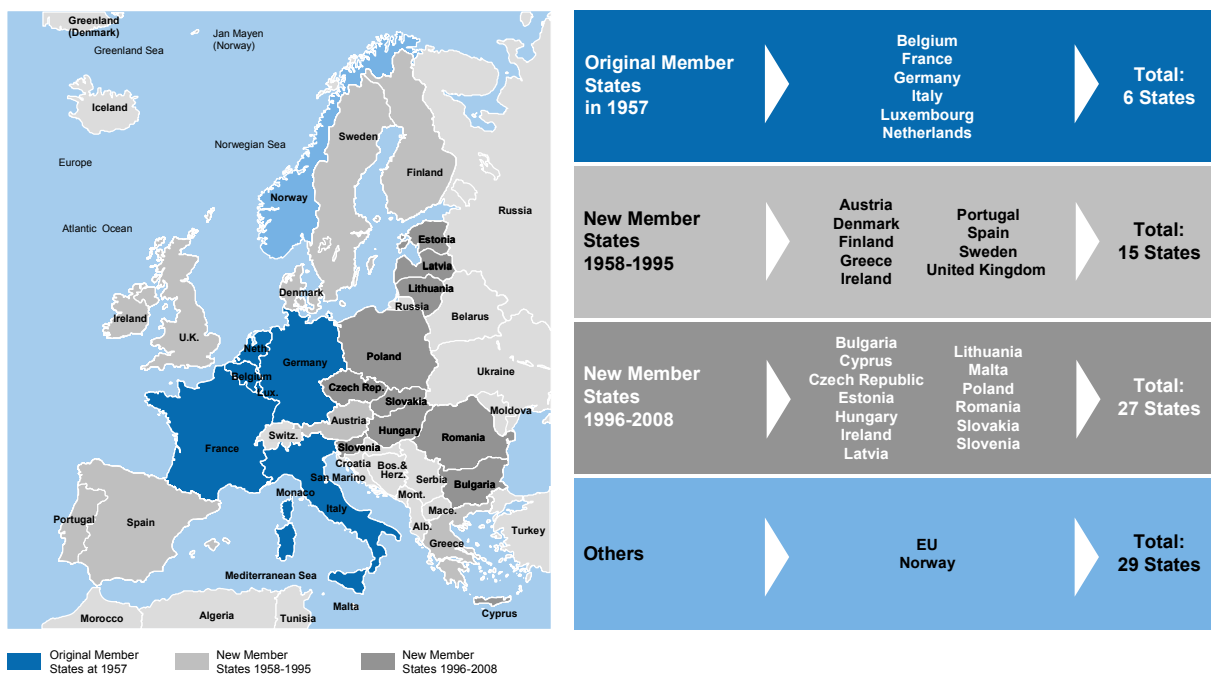 Greenland
(Denmark)
Greenland Sea
Jan Mayen
(Norway)
Iceland
Norwegian Sea
Europe
Atlantic Ocean
Sweden
Finland
Norway
Russia
Estonia
Latvia
Lithuania
Russia
Denmark
Belarus
Ireland
U.K.
Neth.
Belgium
Lux.
Germany
Poland
Ukraine
Czech Rep.
Slovakia
Moldova
Austria
Switz.
Hungary
Romania
France
Slovenia
Croatia
Bos.&
Herz.
San Marino
Serbia
Bulgaria
Monaco
Mont.
Italy
Mace.
Portugal
Spain
Alb.
Turkey
Greece
Mediterranean Sea
Malta
Cyprus
Morocco
Algeria
Tunisia
Original Member
States at 1957
New Member
States 1958-1995
New Member
States 1996-2008
Original Member
States
in 1957
Belgium
France
Germany
Italy
Luxembourg
Netherlands
Total:
6 States
New Member
States
1958-1995
Austria
Denmark
Finland
Greece
Ireland
Portugal
Spain
Sweden
United Kingdom
Total:
15 States
New Member
States
1996-2008
Bulgaria
Cyprus
Czech Republic
Estonia
Hungary
Ireland
Latvia
Lithuania
Malta
Poland
Romania
Slovakia
Slovenia
Total:
27 States
Others
EU
Norway
Total:
29 States